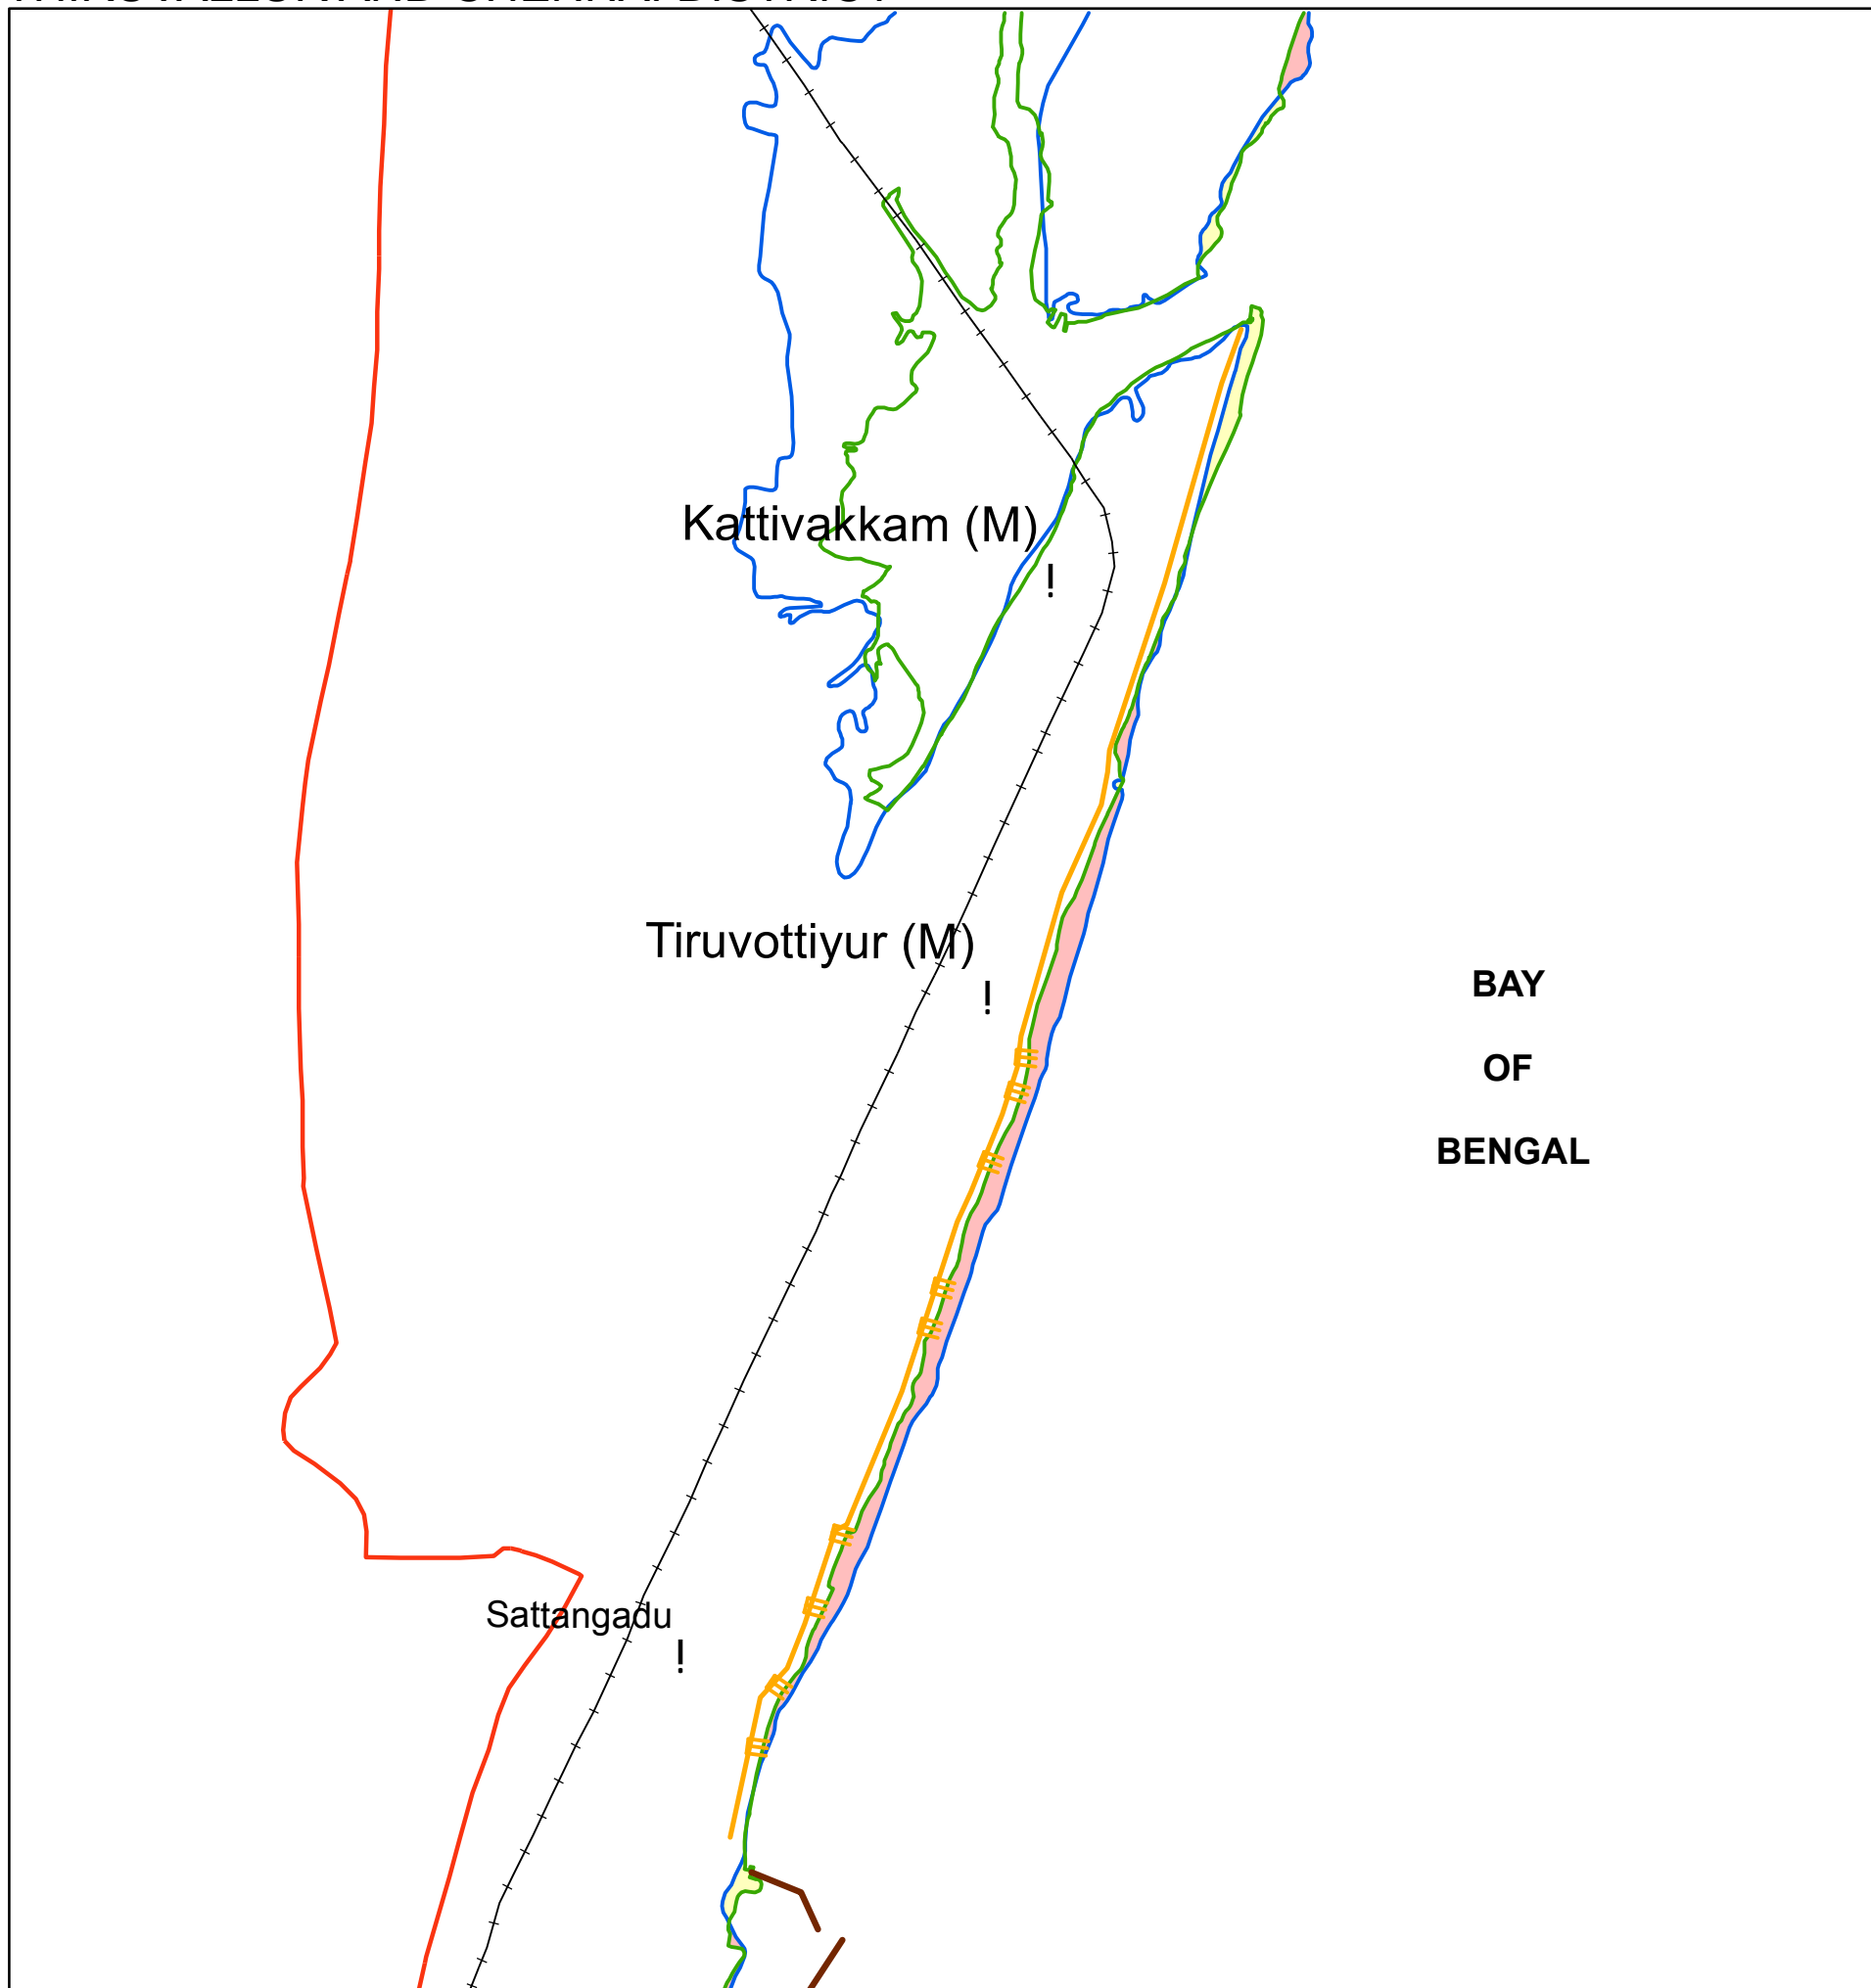 Kattivakkam (M)
!
Tiruvottiyur (M)
!
BAY
OF
BENGAL
Sattangadu
!